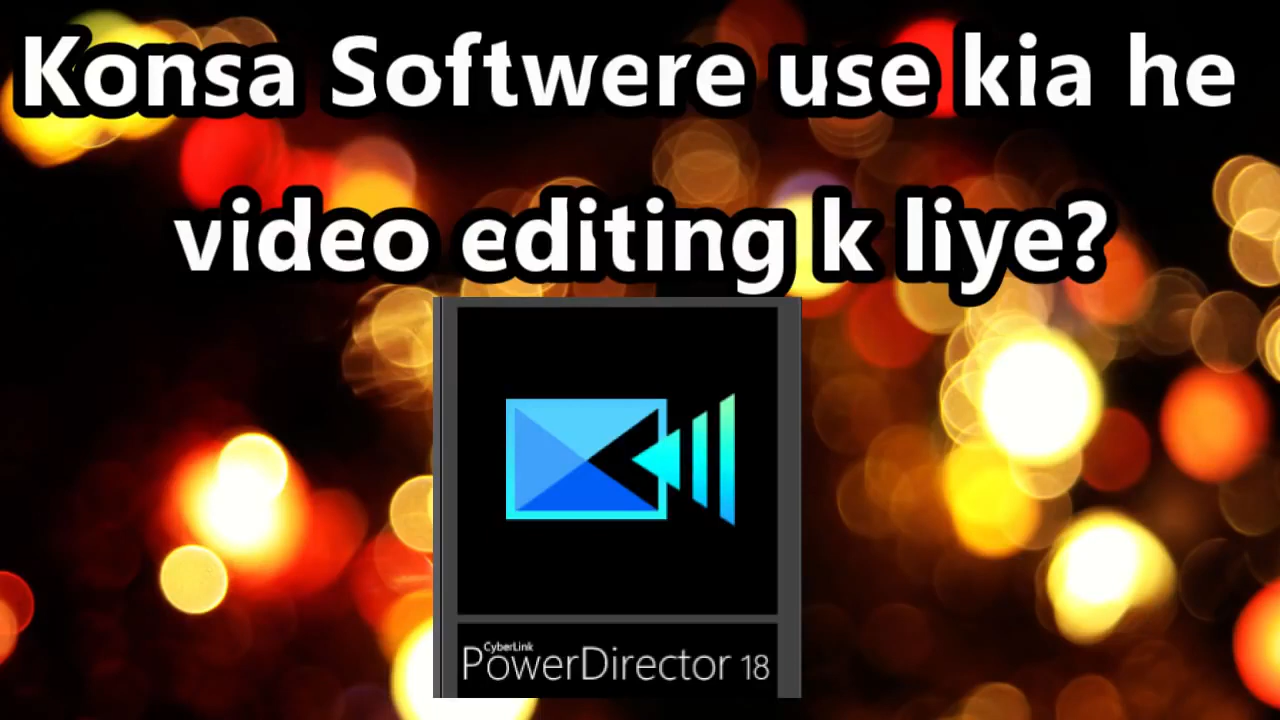 Konsa Softwere use kia he
video editing k liye?
CyberLink
PowerDirector 18